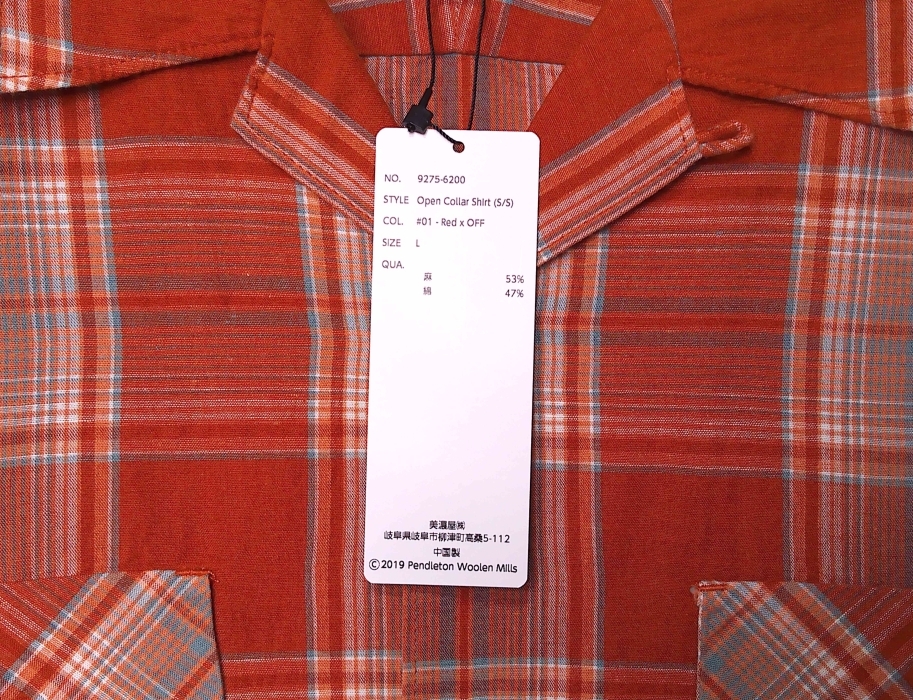 NO. 9275-6200
STYLE Open Collar Shirt (S/S)
COL. #01 - Red x OFF
SIZE L
QUA.
麻 53%
綿 47%
美濃屋㈱
岐阜県岐阜市柳津町高桑5-112
中国製
©2019 Pendleton Woolen Mills